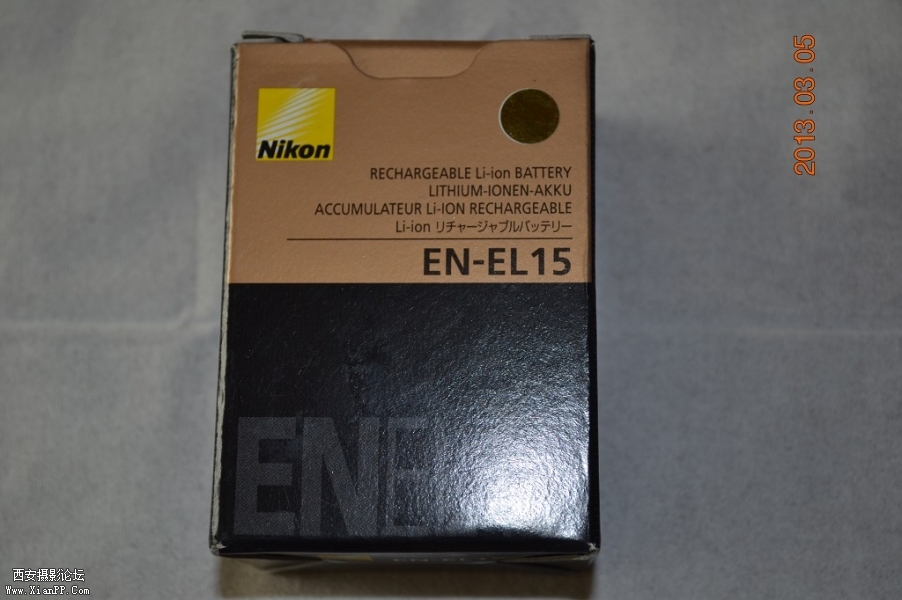 Nikon
RECHARGEABLE Li-ion BATTERY
LITHIUM-IONEN-AKKU
ACCUMULATEUR Li-ION RECHARGEABLE
Li-ion リチャージャブルバッテリー
EN-EL15
ENE
2013.03.05
西安摄影论坛
Www.XianPP.Com